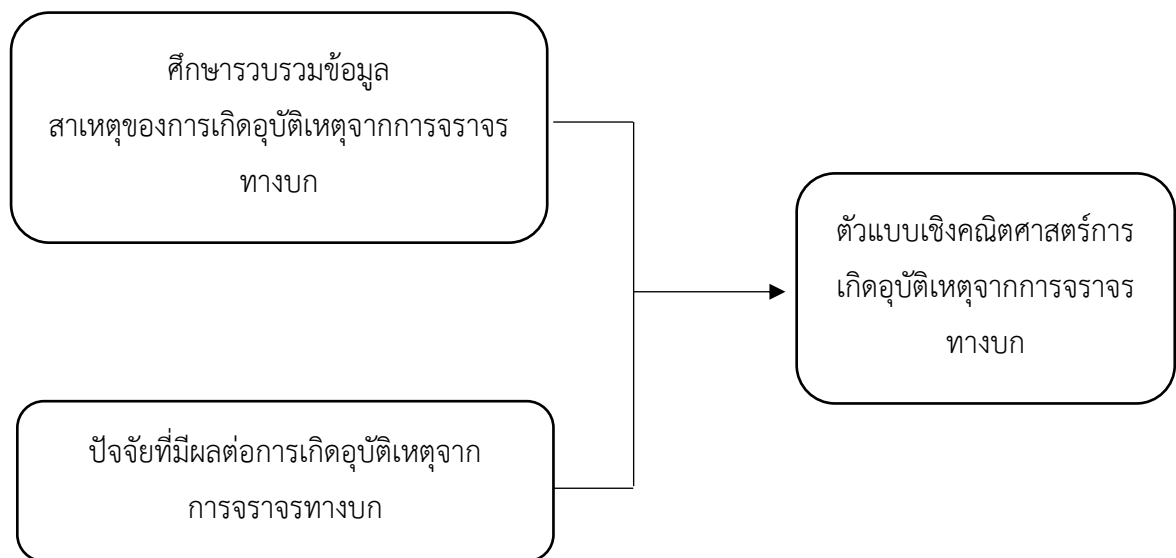 ศึกษารวบรวมข้อมูล
สาเหตุของการเกิดอุบัติเหตุจากการจราจร
ทางบก
ตัวแบบเชิงคณิตศาสตร์การ
เกิดอุบัติเหตุจากการจราจร
ทางบก
ปัจจัยที่มีผลต่อการเกิดอุบัติเหตุจาก
การจราจรทางบก